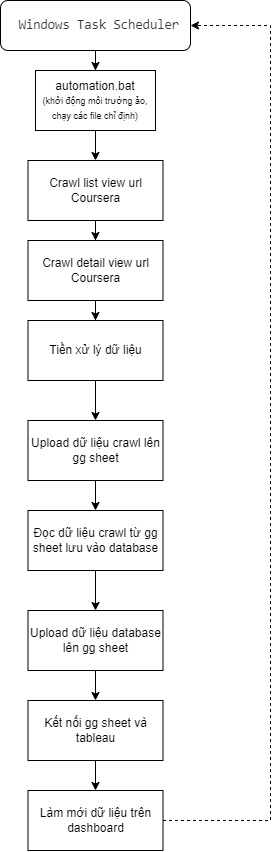 Windows Task Scheduler
automation.bat
(khởi động môi trường ảo,
chạy các file chỉ định)
Crawl list view url
Coursera
Crawl detail view url
Coursera
Tiền xử lý dữ liệu
Upload dữ liệu crawl lên
gg sheet
Đọc dữ liệu crawl từ gg
sheet lưu vào database
Upload dữ liệu database
lên gg sheet
Kết nối gg sheet và
tableau
Làm mới dữ liệu trên
dashboard